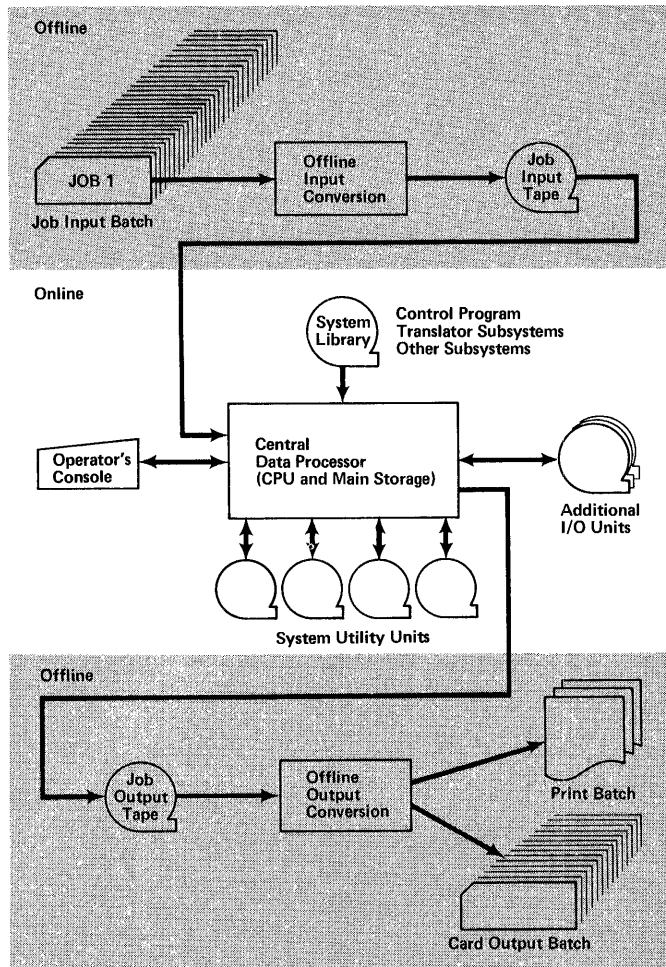 Offline
JOB 1
Job Input Batch
Offline
Input
Conversion
Job
Input
Tape
Online
System
Library
Control Program
Translator Subsystems
Other Subsystems
Operator's
Console
Central
Data Processor
(CPU and Main Storage)
Additional
I/O Units
System Utility Units
Offline
Job
Output
Tape
Offline
Output
Conversion
Print Batch
Card Output Batch